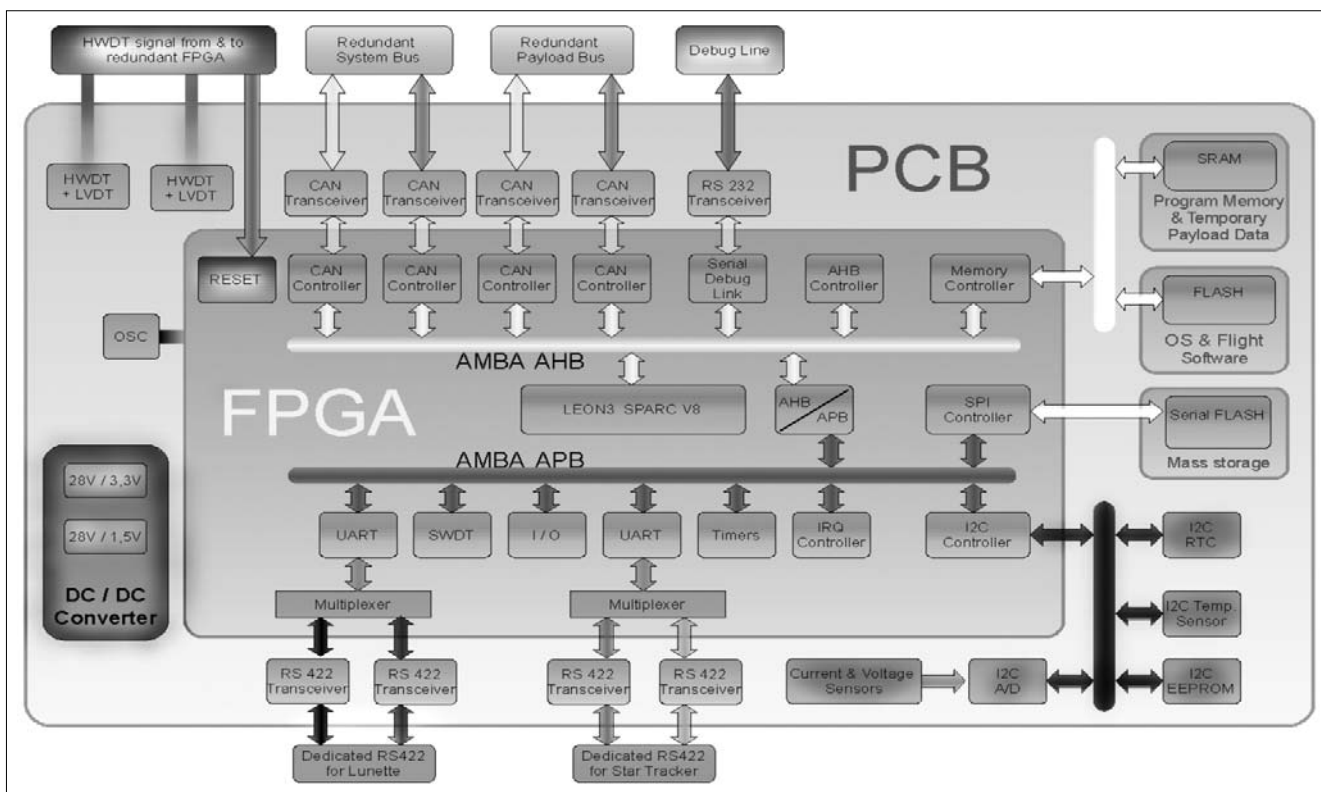 HWDT signal from & to
redundant FPGA
Redundant
System Bus
Redundant
Payload Bus
Debug Line
PCB
HWDT
+ LVDT
HWDT
+ LVDT
CAN
Transceiver
CAN
Transceiver
CAN
Transceiver
CAN
Transceiver
RS 232
Transceiver
SRAM
Program Memory
& Temporary
Payload Data
RESET
CAN
Controller
CAN
Controller
CAN
Controller
CAN
Controller
Serial
Debug
Link
AHB
Controller
Memory
Controller
FLASH
OS & Flight
Software
OSC
AMBA AHB
FPGA
LEON3 SPARC V8
AHB
APB
SPI
Controller
Serial FLASH
Mass storage
AMBA APB
28V / 3,3V
28V / 1,5V
DC / DC
Converter
UART
SWDT
I / O
UART
Timers
IRQ
Controller
I2C
Controller
I2C
RTC
Multiplexer
Multiplexer
I2C Temp.
Sensor
RS 422
Transceiver
RS 422
Transceiver
RS 422
Transceiver
RS 422
Transceiver
Current & Voltage
Sensors
I2C
A/D
I2C
EEPROM
Dedicated RS422
for Lunette
Dedicated RS422
for Star Tracker